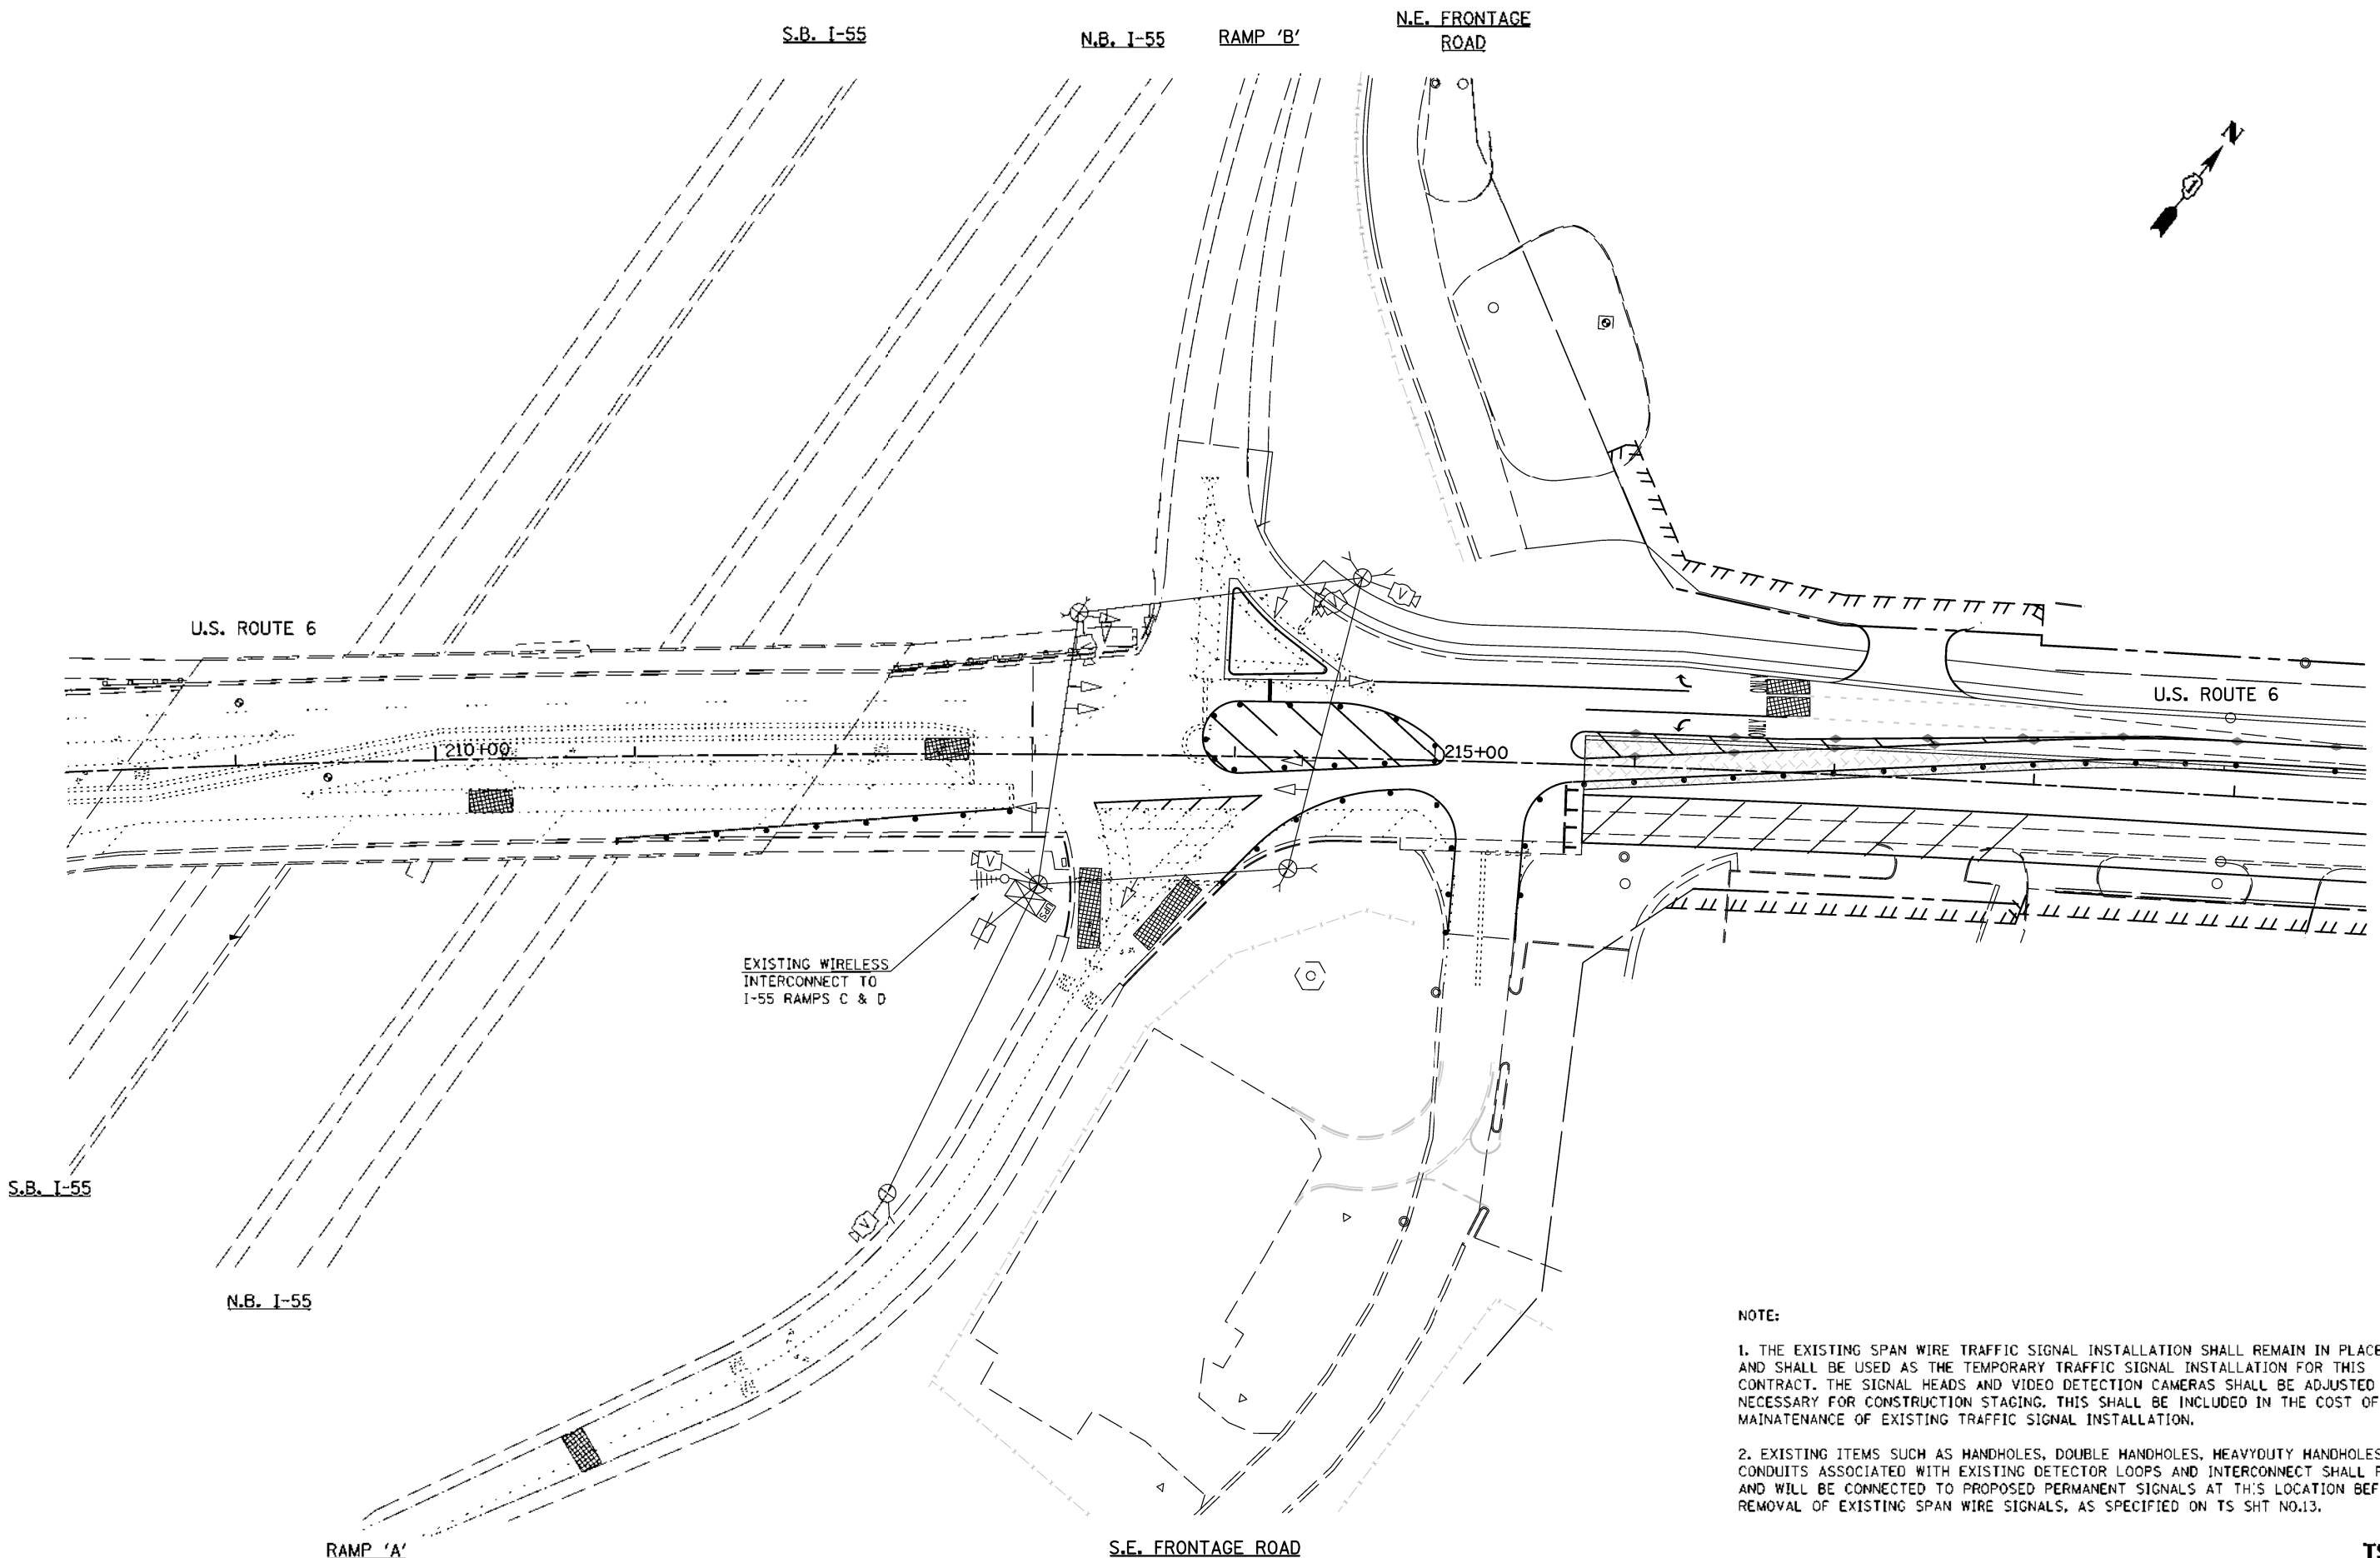 N.E. FRONTAGE
ROAD
S.B. I-55
N.B. I-55
RAMP 'B'
N
U.S. ROUTE 6
U.S. ROUTE 6
210+00
215+00
V
V
V
UPS
EXISTING WIRELESS
INTERCONNECT TO
I-55 RAMPS C & D
S.B. I-55
N.B. I-55
RAMP 'A'
S.E. FRONTAGE ROAD
NOTE:
1. THE EXISTING SPAN WIRE TRAFFIC SIGNAL INSTALLATION SHALL REMAIN IN PLACE
AND SHALL BE USED AS THE TEMPORARY TRAFFIC SIGNAL INSTALLATION FOR THIS
CONTRACT. THE SIGNAL HEADS AND VIDEO DETECTION CAMERAS SHALL BE ADJUSTED
NECESSARY FOR CONSTRUCTION STAGING. THIS SHALL BE INCLUDED IN THE COST OF
MAINATENANCE OF EXISTING TRAFFIC SIGNAL INSTALLATION.
2. EXISTING ITEMS SUCH AS HANDHOLES, DOUBLE HANDHOLES, HEAVYDUTY HANDHOLES
CONDUITS ASSOCIATED WITH EXISTING DETECTOR LOOPS AND INTERCONNECT SHALL
AND WILL BE CONNECTED TO PROPOSED PERMANENT SIGNALS AT THIS LOCATION BEF
REMOVAL OF EXISTING SPAN WIRE SIGNALS, AS SPECIFIED ON TS SHT NO.13.